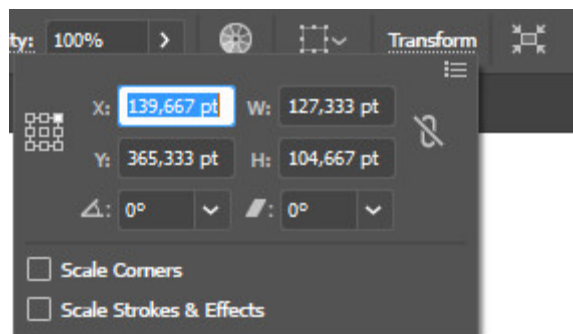 ty: 100% Transform
X: 139,667 pt W: 127,333 pt
Y: 365,333 pt H: 104,667 pt
0° 0°
Scale Corners
Scale Strokes & Effects